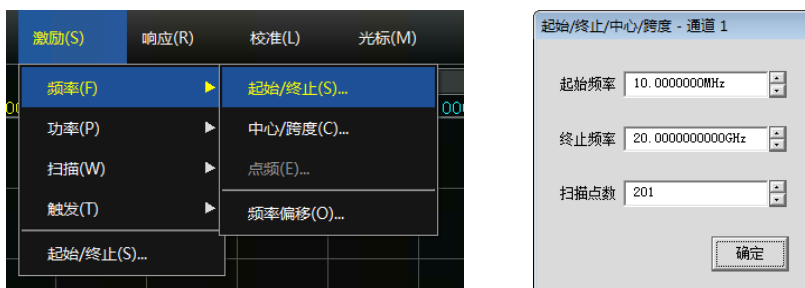 激励(S) 响应(R) 校准(L) 光标(M)
频率(F)
功率(P)
扫描(W)
触发(T)
起始/终止(S)...
起始/终止(S)...
中心/跨度(C)...
点频(E)...
频率偏移(O)...
00
起始/终止/中心/跨度 - 通道 1
起始频率 10.0000000MHz
终止频率 20.0000000000GHz
扫描点数 201
确定